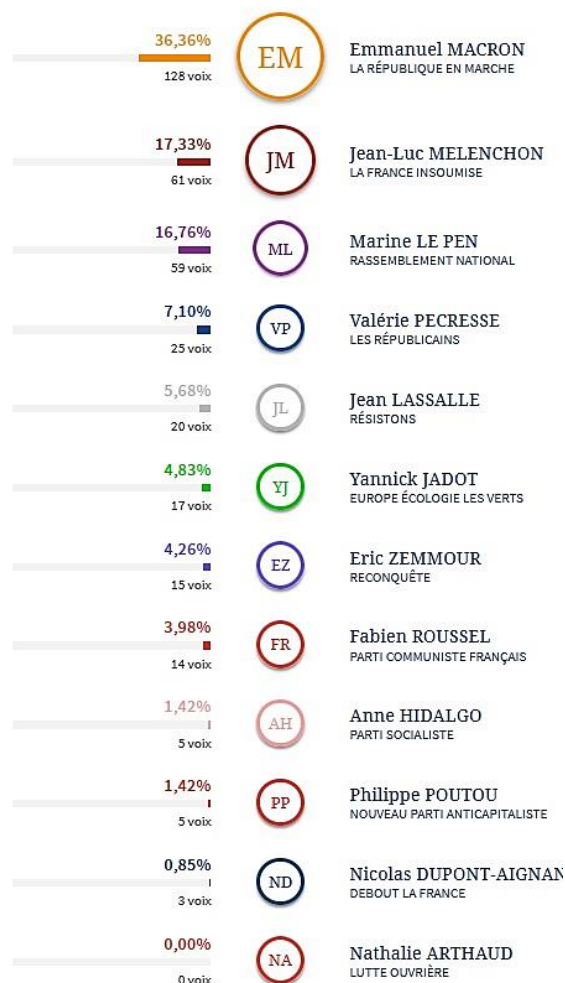 36,36%
128 voix
EM
Emmanuel MACRON
LA RÉPUBLIQUE EN MARCHE
17,33%
61 voix
JM
Jean-Luc MELENCHON
LA FRANCE INSOUMISE
16,76%
59 voix
ML
Marine LE PEN
RASSEMBLEMENT NATIONAL
7,10%
25 voix
VP
Valérie PECRESSE
LES RÉPUBLICAINS
5,68%
20 voix
JL
Jean LASSALLE
RÉSISTONS
4,83%
17 voix
YJ
Yannick JADOT
EUROPE ÉCOLOGIE LES VERTS
4,26%
15 voix
EZ
Eric ZEMMOUR
RECONQUÊTE
3,98%
14 voix
FR
Fabien ROUSSEL
PARTI COMMUNISTE FRANÇAIS
1,42%
5 voix
AH
Anne HIDALGO
PARTI SOCIALISTE
1,42%
5 voix
PP
Philippe POUTOU
NOUVEAU PARTI ANTICAPITALISTE
0,85%
3 voix
ND
Nicolas DUPONT-AIGNAN
DEBOUT LA FRANCE
0,00%
0 voix
NA
Nathalie ARTHAUD
LUTTE OUVRIÈRE